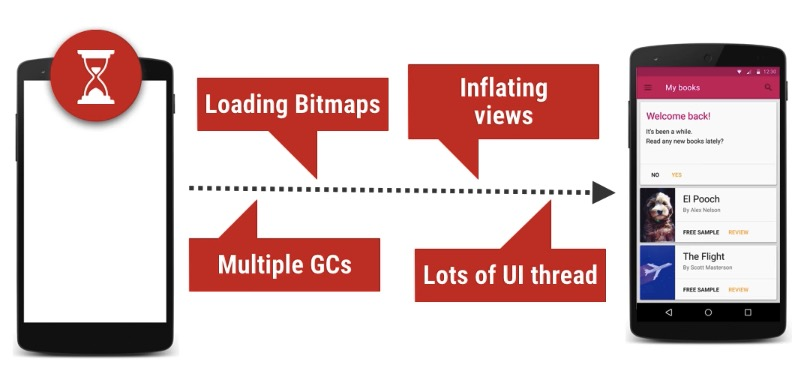 Loading Bitmaps
Inflating
views
Multiple GCs
Lots of UI thread
12:30
My books
Welcome back!
It's been a while.
Read any new books lately?
NO YES
El Pooch
By Alex Nelson
FREE SAMPLE REVIEW
The Flight
By Scott Masterson
FREE SAMPLE REVIEW